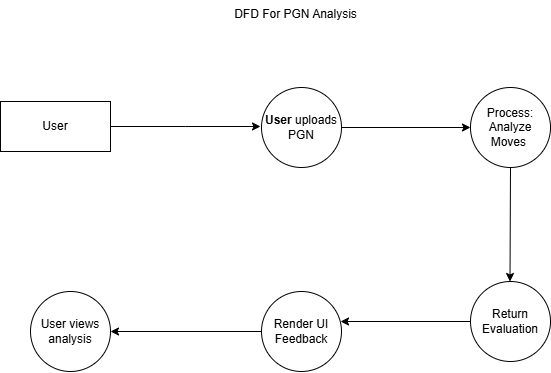 DFD For PGN Analysis
User
User uploads
PGN
Process:
Analyze
Moves
User views
analysis
Render UI
Feedback
Return
Evaluation